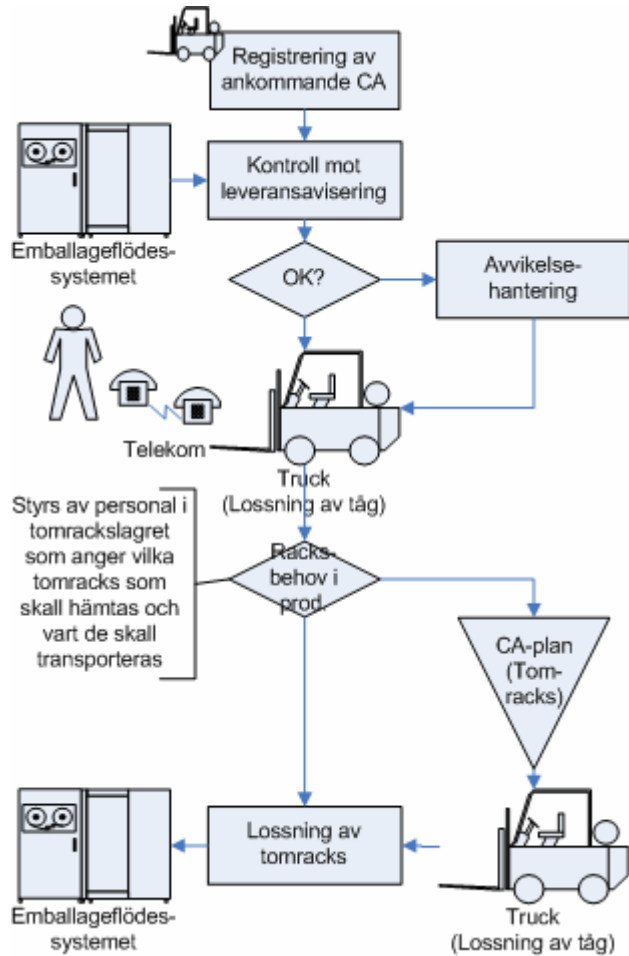 Registrering av
ankommande CA
Kontroll mot
leveransavisering
Emballageflödes-
systemet
OK?
Avvikelse-
hantering
Telekom
Truck
(Lossning av tåg)
Styrs av personal i
tomrackslagret
som anger vilka
tomracks som
skall hämtas och
vart de skall
transporteras
Racks-
behov i
prod.
CA-plan
(Tom-
racks)
Lossning av
tomracks
Emballageflödes-
systemet
Truck
(Lossning av tåg)